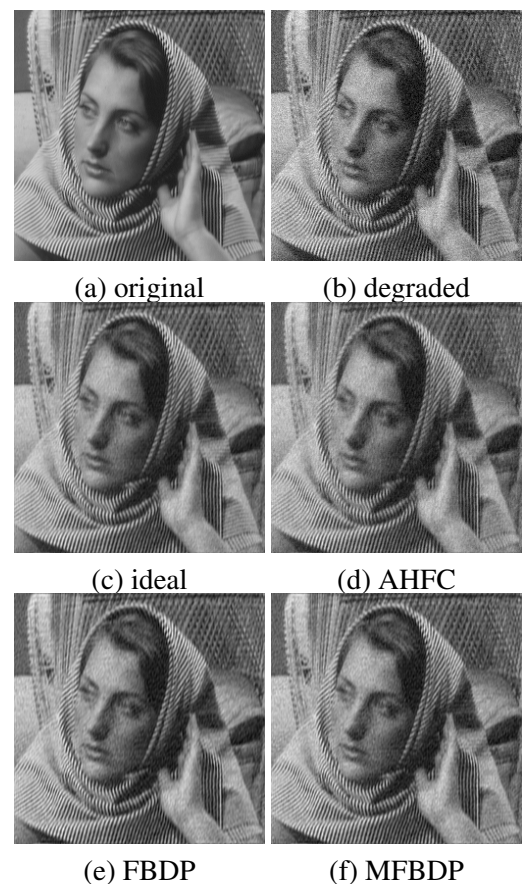 (a) original
(b) degraded
(c) ideal
(d) AHFC
(e) FBDP
(f) MFBDP